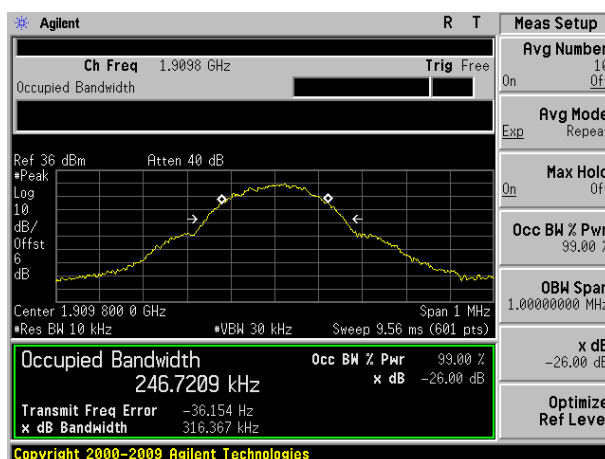 Agilent R T
Meas Setup
Ch Freq 1.9098 GHz Trig Free
Occupied Bandwidth
Avg Number
10
On Off
Avg Mode
Exp Repeat
Max Hold
On Off
Occ BW % Pwr
99.00 %
OBW Span
1.00000000 MHz
x dB
-26.00 dB
Optimize
Ref Level
Ref 36 dBm Atten 40 dB
#Peak
Log
10
dB/
Offst
6
dB
Center 1.909 800 0 GHz Span 1 MHz
#Res BW 10 kHz #VBW 30 kHz Sweep 9.56 ms (601 pts)
Occupied Bandwidth Occ BW % Pwr 99.00 %
246.7209 kHz x dB -26.00 dB
Transmit Freq Error -36.154 Hz
x dB Bandwidth 316.367 kHz
Copyright 2000-2009 Agilent Technologies